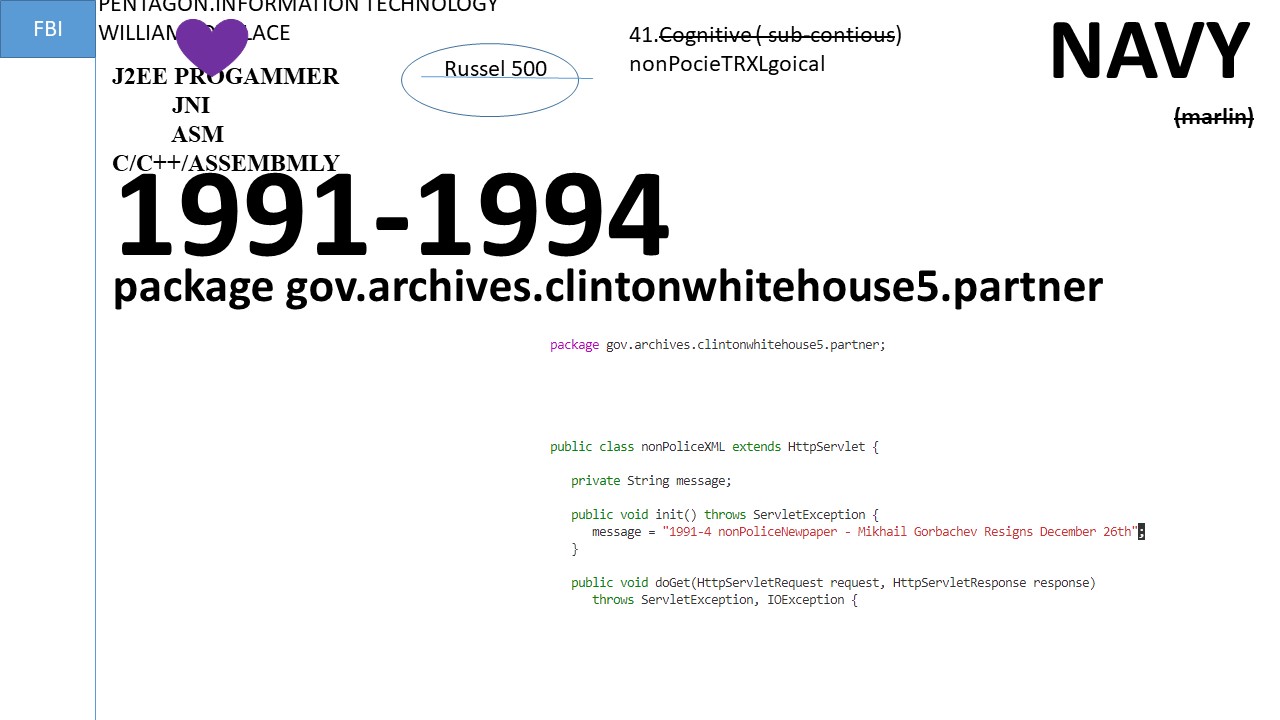 PENTAGON.INFORMATION TECHNOLOGY
FBI
WILLIAM LACE
J2EE PROGAMMER
JNI
ASM
C/C++/ASSEMBMLY
Russel 500
41.Cognitive ( sub-contious)
nonPocieTRXLgoical
NAVY
(marlin)
1991-1994
package gov.archives.clintonwhitehouse5.partner
package gov.archives.clintonwhitehouse5.partner;
public class nonPoliceXML extends HttpServlet {
private String message;
public void init() throws ServletException {
message = "1991-4 nonPoliceNewpaper - Mikhail Gorbachev Resigns December 26th";
}
public void doGet(HttpServletRequest request, HttpServletResponse response)
throws ServletException, IOException {